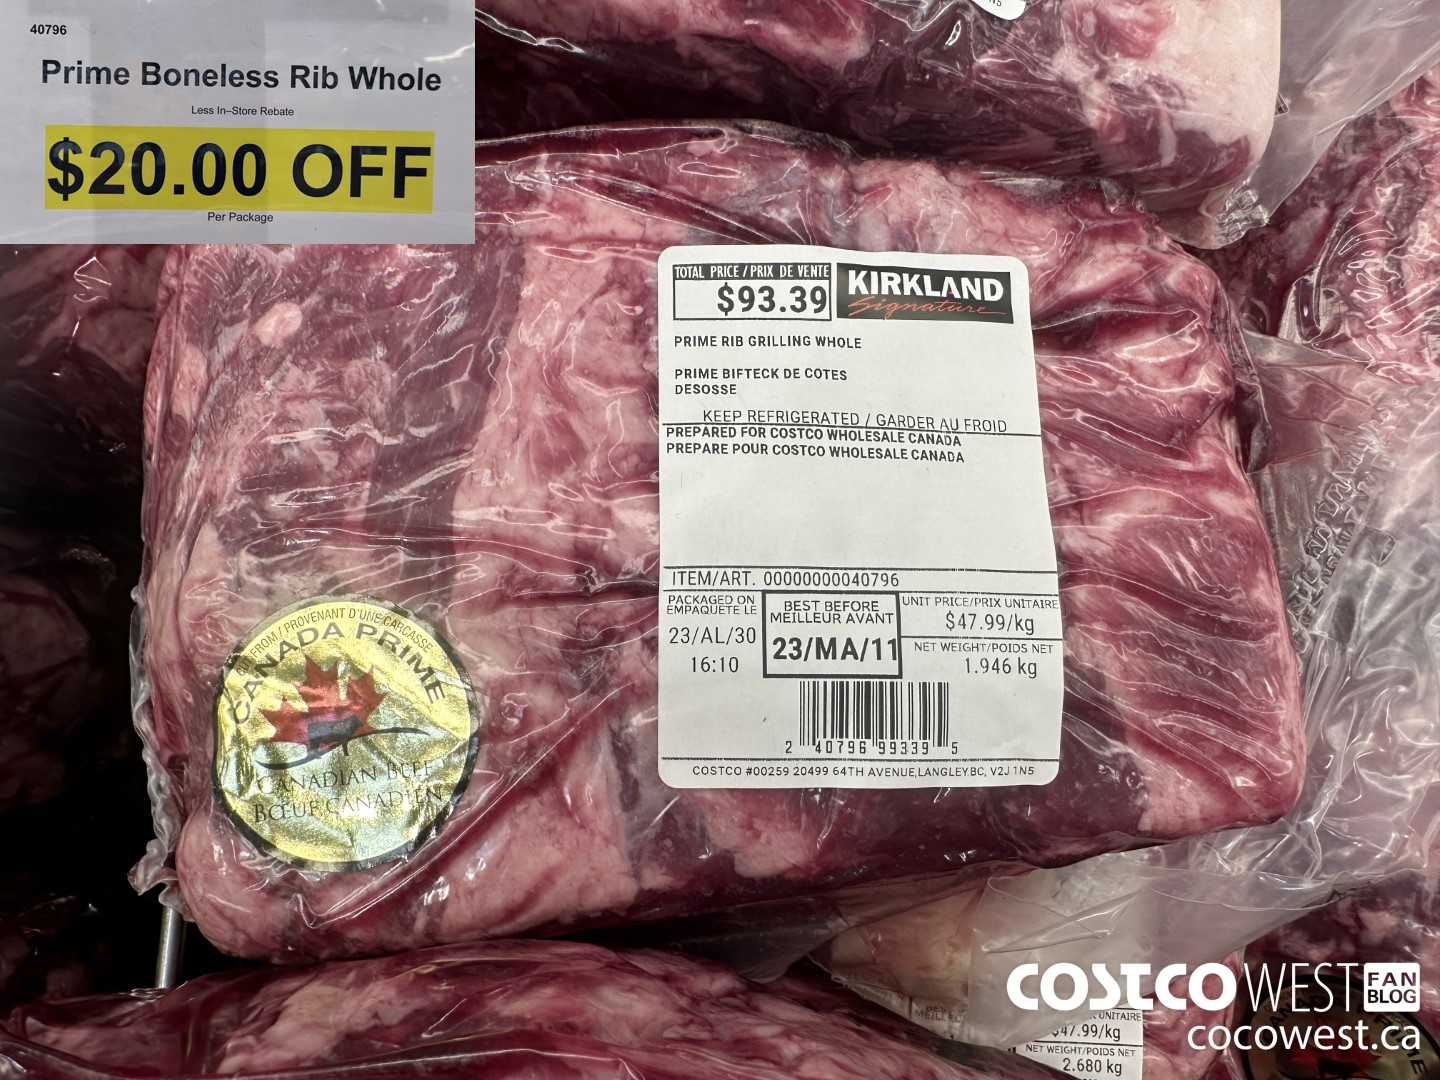 40796
Prime Boneless Rib Whole
Less In-Store Rebate
$20.00 OFF
Per Package
TOTAL PRICE / PRIX DE VENTE
$93.39
KIRKLAND
Signature
PRIME RIB GRILLING WHOLE
PRIME BIFTECK DE COTES
DESOSSE
KEEP REFRIGERATED / GARDER AU FROID
PREPARED FOR COSTCO WHOLESALE CANADA
PREPARE POUR COSTCO WHOLESALE CANADA
ITEM/ART. 00000000040796
PACKAGED ON
EMPAQUETÉ LE
23/AL/30
16:10
BEST BEFORE
MEILLEUR AVANT
23/MA/11
UNIT PRICE/PRIX UNITAIRE
$47.99/kg
NET WEIGHT/POIDS NET
1.946 kg
2 40796 99339 5
COSTCO #00259 20499 64TH AVENUE,LANGLEY,BC, V2J 1N5
FROM / PROVENANT D'UNE CARCASSE
CANADA PRIME
CANADIAN BEEF
BŒUF CANADIEN
UNITAIRE
$47.99/kg
NET WEIGHT/POIDS NET
2.680 kg
COSTCO WEST FAN BLOG
cocowest.ca